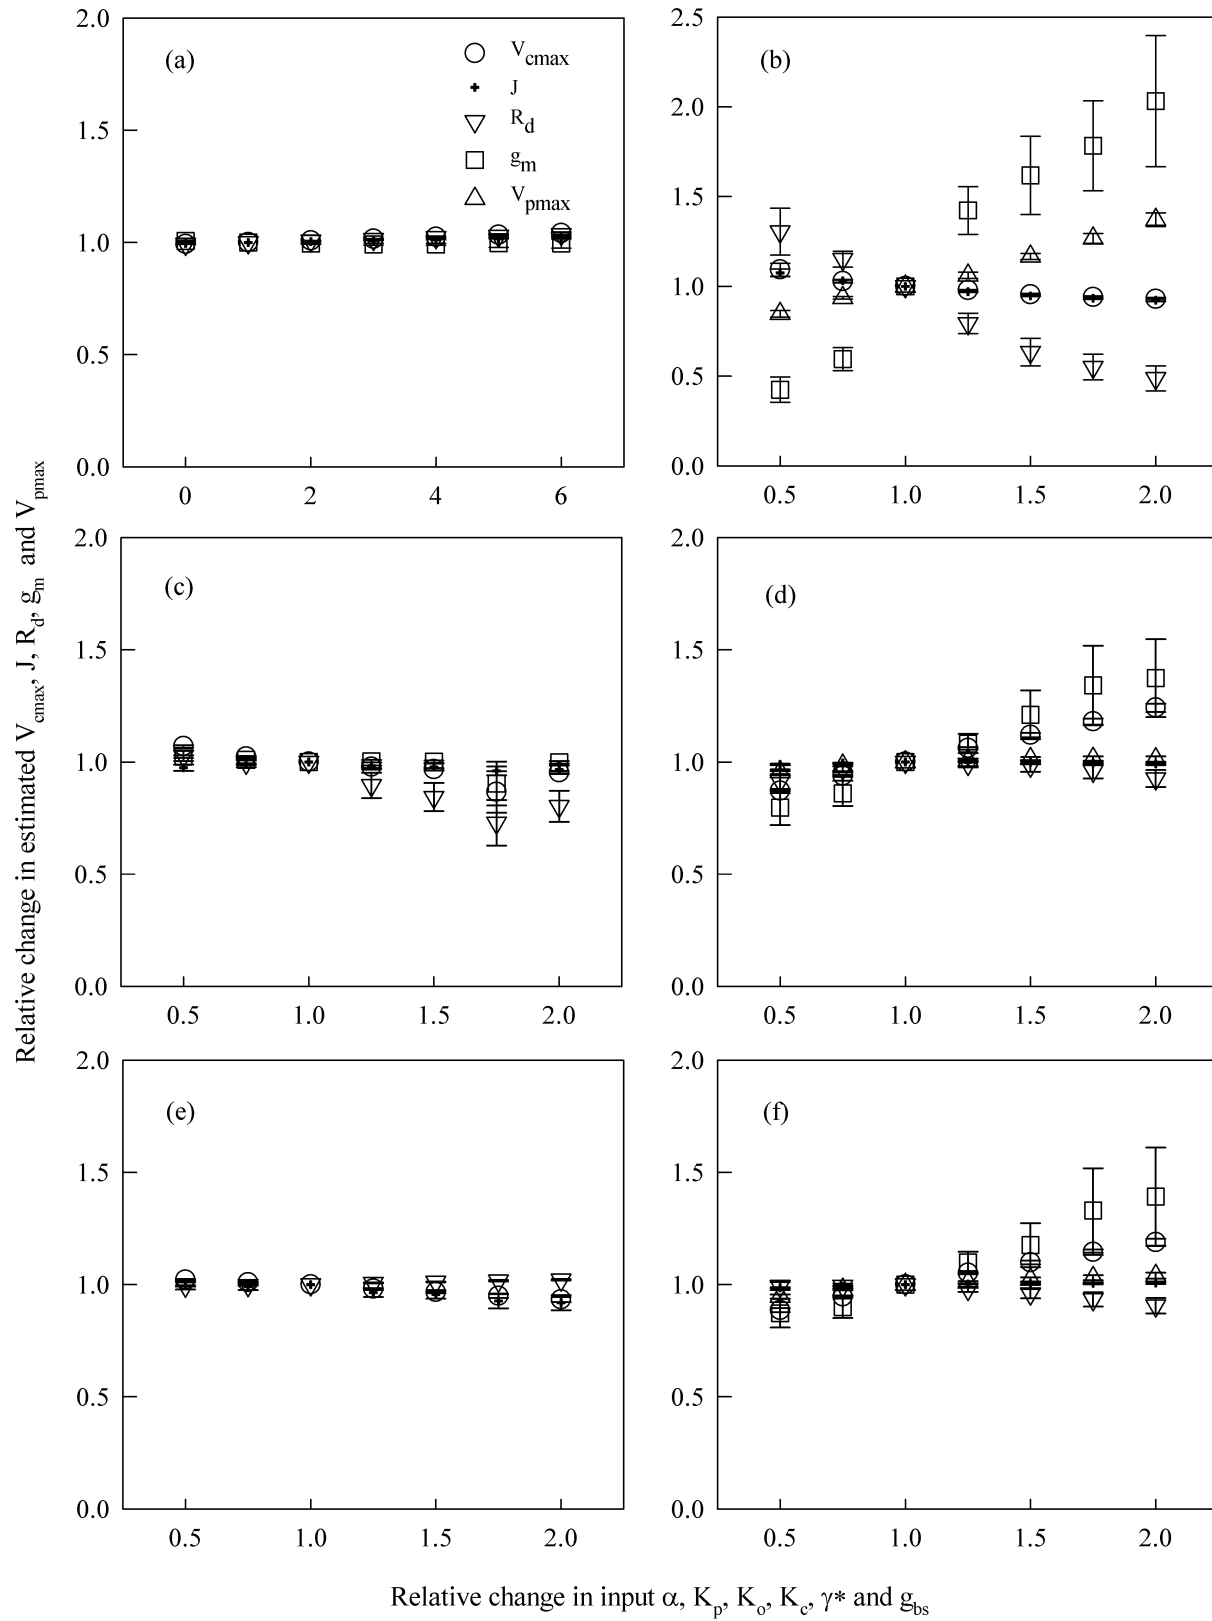 Relative change in estimated Vcmax, J, Rd, gm and Vpmax
2.0
1.5
1.0
0.5
0.0
(a)
Vcmax
J
Rd
gm
Vpmax
0 2 4 6
2.5
2.0
1.5
1.0
0.5
0.0
(b)
0.5 1.0 1.5 2.0
2.0
1.5
1.0
0.5
0.0
(c)
0.5 1.0 1.5 2.0
2.0
1.5
1.0
0.5
0.0
(d)
0.5 1.0 1.5 2.0
2.0
1.5
1.0
0.5
0.0
(e)
0.5 1.0 1.5 2.0
2.0
1.5
1.0
0.5
0.0
(f)
0.5 1.0 1.5 2.0
Relative change in input α, Kp, Ko, Kc, γ* and gbs